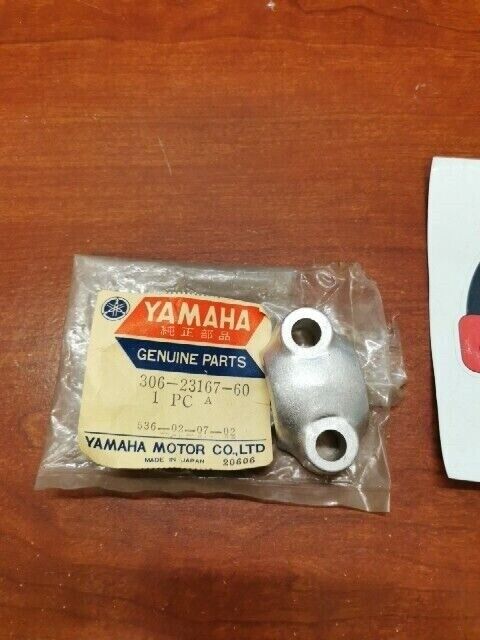 YAMAHA
純正部品
GENUINE PARTS
306-23167-60
1 PC A
536-02-07-02
YAMAHA MOTOR CO.,LTD
MADE IN JAPAN 20606